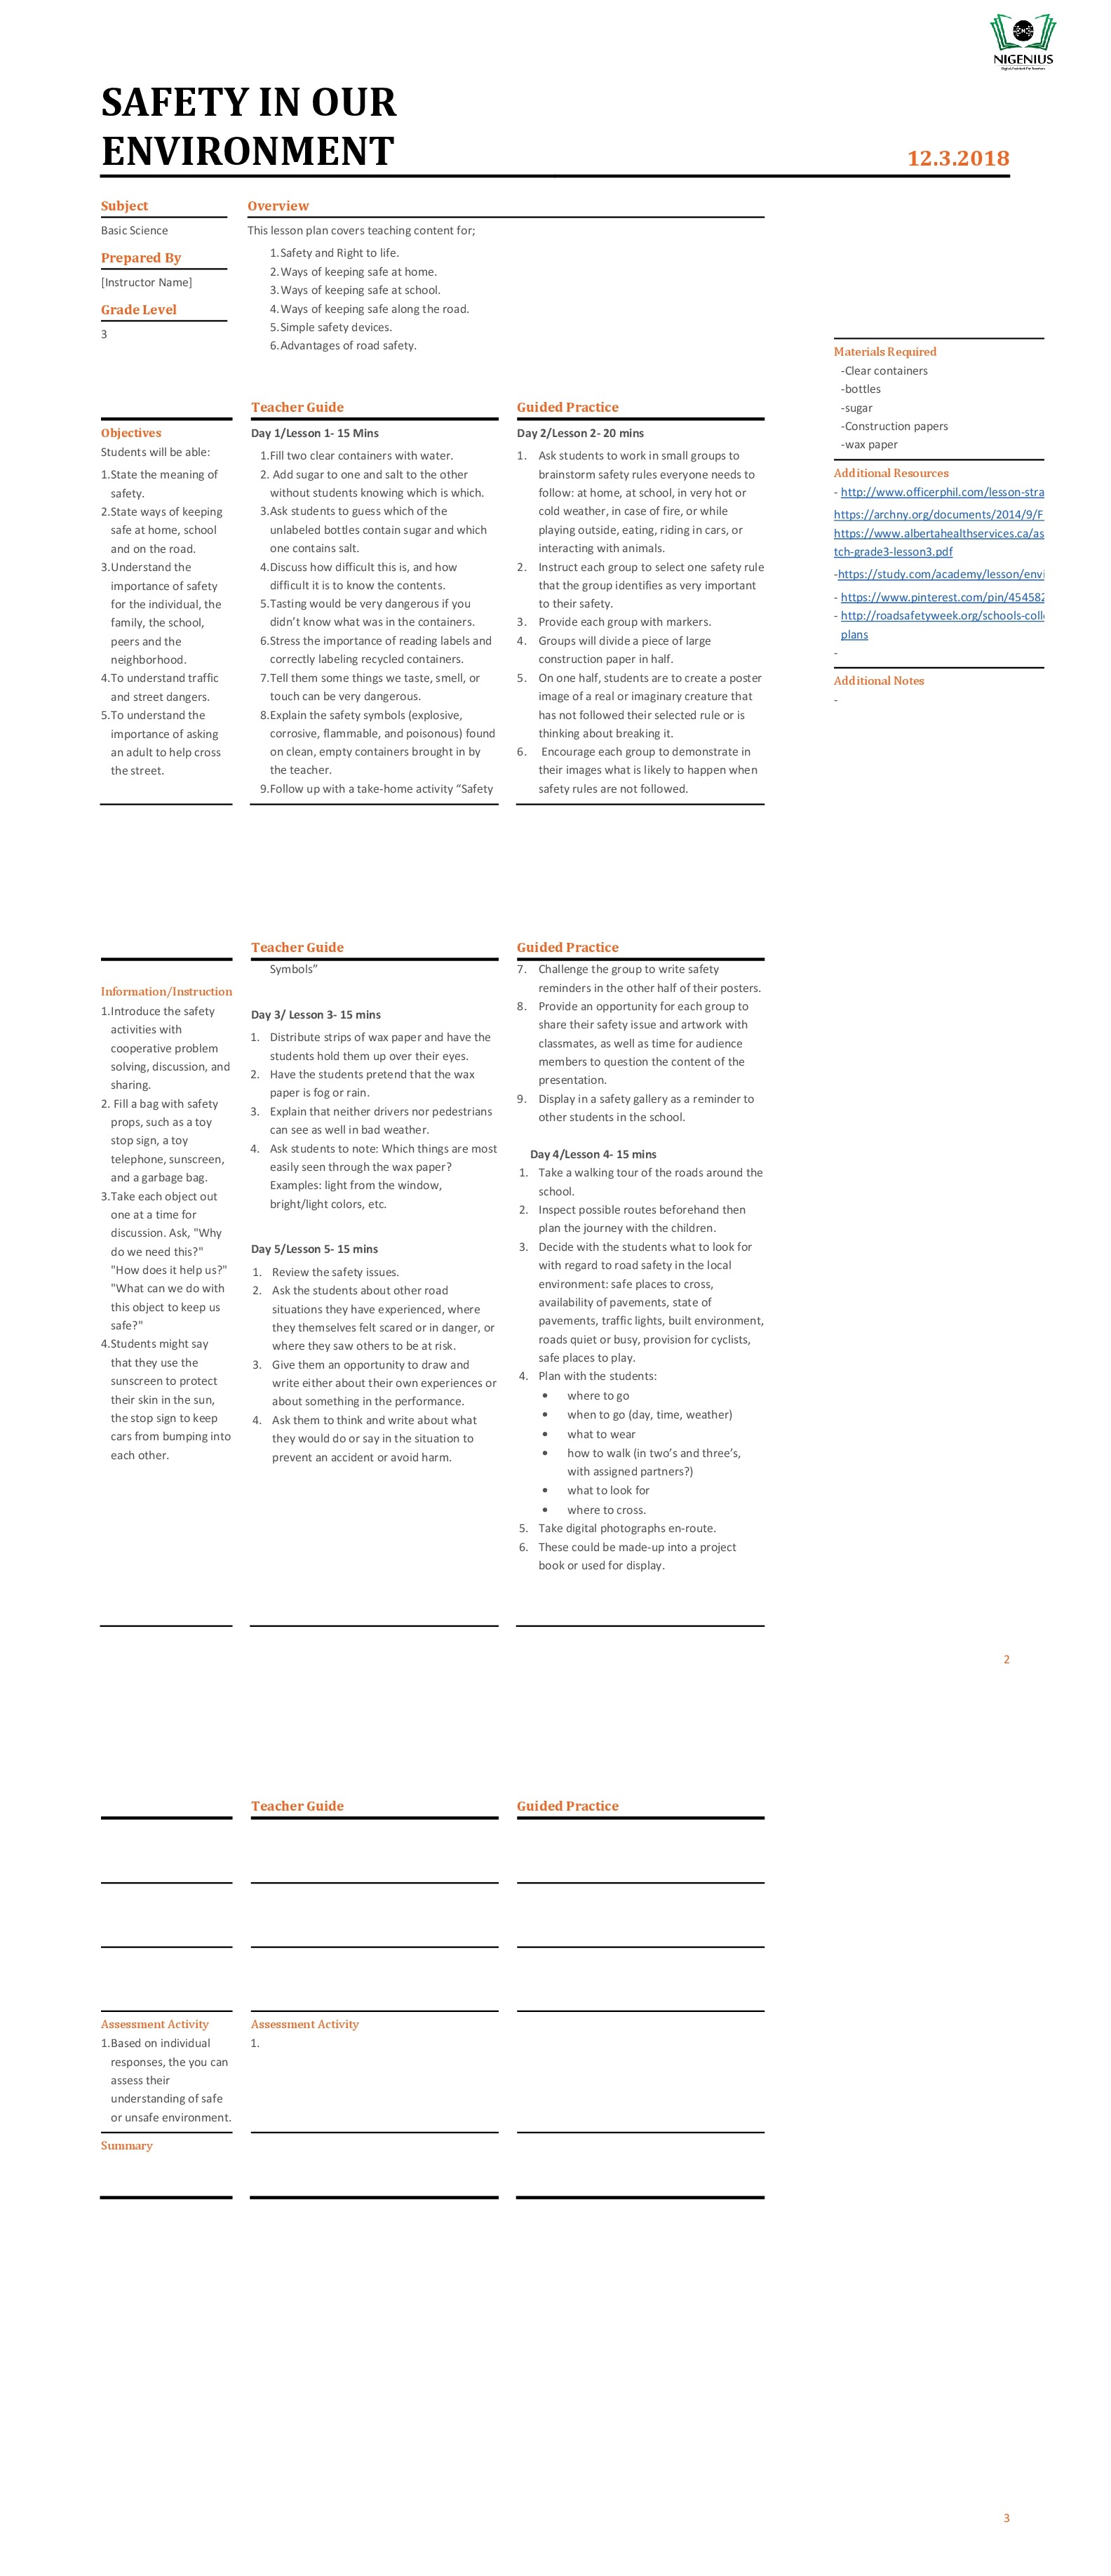 NIGENIUS
Digital Assistant For Teachers
SAFETY IN OUR
ENVIRONMENT
12.3.2018
Subject
Basic Science
Prepared By
[Instructor Name]
Grade Level
3
Overview
This lesson plan covers teaching content for;
1.Safety and Right to life.
2.Ways of keeping safe at home.
3.Ways of keeping safe at school.
4.Ways of keeping safe along the road.
5.Simple safety devices.
6.Advantages of road safety.
Objectives
Students will be able:
1.State the meaning of
safety.
2.State ways of keeping
safe at home, school
and on the road.
3.Understand the
importance of safety
for the individual, the
family, the school,
peers and the
neighborhood.
4.To understand traffic
and street dangers.
5.To understand the
importance of asking
an adult to help cross
the street.
Teacher Guide
Day 1/Lesson 1- 15 Mins
1.Fill two clear containers with water.
2. Add sugar to one and salt to the other
without students knowing which is which.
3.Ask students to guess which of the
unlabeled bottles contain sugar and which
one contains salt.
4.Discuss how difficult this is, and how
difficult it is to know the contents.
5.Tasting would be very dangerous if you
didn't know what was in the containers.
6.Stress the importance of reading labels and
correctly labeling recycled containers.
7.Tell them some things we taste, smell, or
touch can be very dangerous.
8.Explain the safety symbols (explosive,
corrosive, flammable, and poisonous) found
on clean, empty containers brought in by
the teacher.
9.Follow up with a take-home activity “Safety
Guided Practice
Day 2/Lesson 2- 20 mins
1. Ask students to work in small groups to
brainstorm safety rules everyone needs to
follow: at home, at school, in very hot or
cold weather, in case of fire, or while
playing outside, eating, riding in cars, or
interacting with animals.
2. Instruct each group to select one safety rule
that the group identifies as very important
to their safety.
3. Provide each group with markers.
4. Groups will divide a piece of large
construction paper in half.
5. On one half, students are to create a poster
image of a real or imaginary creature that
has not followed their selected rule or is
thinking about breaking it.
6. Encourage each group to demonstrate in
their images what is likely to happen when
safety rules are not followed.
Materials Required
-Clear containers
-bottles
-sugar
-Construction papers
-wax paper
Additional Resources
- http://www.officerphil.com/lesson-stra
https://archny.org/documents/2014/9/F
https://www.albertahealthservices.ca/as
tch-grade3-lesson3.pdf
-https://study.com/academy/lesson/envi
- https://www.pinterest.com/pin/454582
- http://roadsafetyweek.org/schools-coll
plans
-
Additional Notes
-
Information/Instruction
1.Introduce the safety
activities with
cooperative problem
solving, discussion, and
sharing.
2. Fill a bag with safety
props, such as a toy
stop sign, a toy
telephone, sunscreen,
and a garbage bag.
3.Take each object out
one at a time for
discussion. Ask, "Why
do we need this?"
"How does it help us?"
"What can we do with
this object to keep us
safe?"
4.Students might say
that they use the
sunscreen to protect
their skin in the sun,
the stop sign to keep
cars from bumping into
each other.
Teacher Guide
Symbols”
Day 3/ Lesson 3- 15 mins
1. Distribute strips of wax paper and have the
students hold them up over their eyes.
2. Have the students pretend that the wax
paper is fog or rain.
3. Explain that neither drivers nor pedestrians
can see as well in bad weather.
4. Ask students to note: Which things are most
easily seen through the wax paper?
Examples: light from the window,
bright/light colors, etc.
Day 5/Lesson 5- 15 mins
1. Review the safety issues.
2. Ask the students about other road
situations they have experienced, where
they themselves felt scared or in danger, or
where they saw others to be at risk.
3. Give them an opportunity to draw and
write either about their own experiences or
about something in the performance.
4. Ask them to think and write about what
they would do or say in the situation to
prevent an accident or avoid harm.
Guided Practice
7. Challenge the group to write safety
reminders in the other half of their posters.
8. Provide an opportunity for each group to
share their safety issue and artwork with
classmates, as well as time for audience
members to question the content of the
presentation.
9. Display in a safety gallery as a reminder to
other students in the school.
Day 4/Lesson 4- 15 mins
1. Take a walking tour of the roads around the
school.
2. Inspect possible routes beforehand then
plan the journey with the children.
3. Decide with the students what to look for
with regard to road safety in the local
environment: safe places to cross,
availability of pavements, state of
pavements, traffic lights, built environment,
roads quiet or busy, provision for cyclists,
safe places to play.
4. Plan with the students:
• where to go
• when to go (day, time, weather)
• what to wear
• how to walk (in two's and three's,
with assigned partners?)
• what to look for
• where to cross.
5. Take digital photographs en-route.
6. These could be made-up into a project
book or used for display.
2
Teacher Guide
Guided Practice
Assessment Activity
1.Based on individual
responses, the you can
assess their
understanding of safe
or unsafe environment.
Assessment Activity
1.
Summary
3